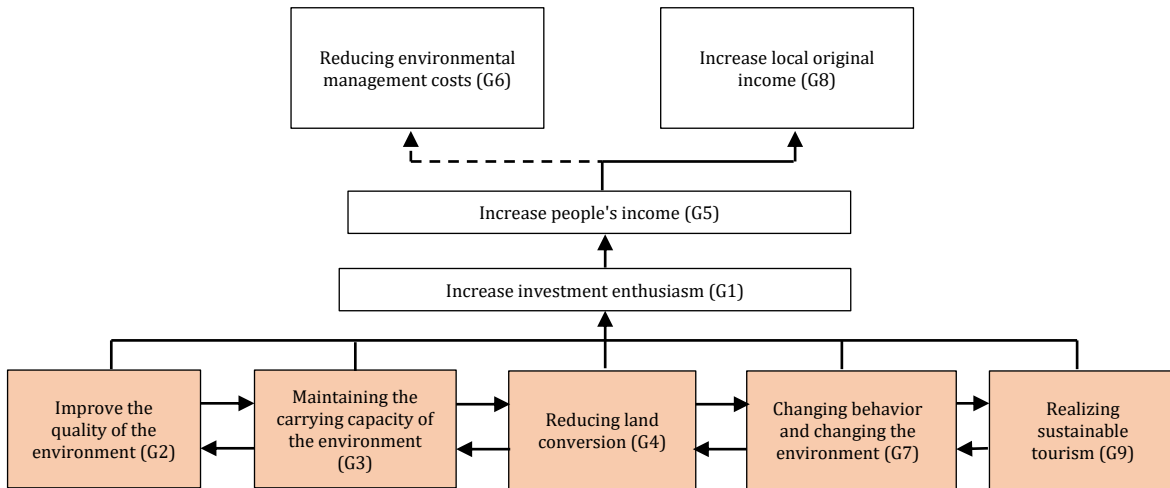 Reducing environmental
management costs (G6)
Increase local original
income (G8)
Increase people's income (G5)
Increase investment enthusiasm (G1)
Improve the
quality of the
environment (G2)
Maintaining the
carrying capacity of
the environment
(G3)
Reducing land
conversion (G4)
Changing behavior
and changing the
environment (G7)
Realizing
sustainable
tourism (G9)